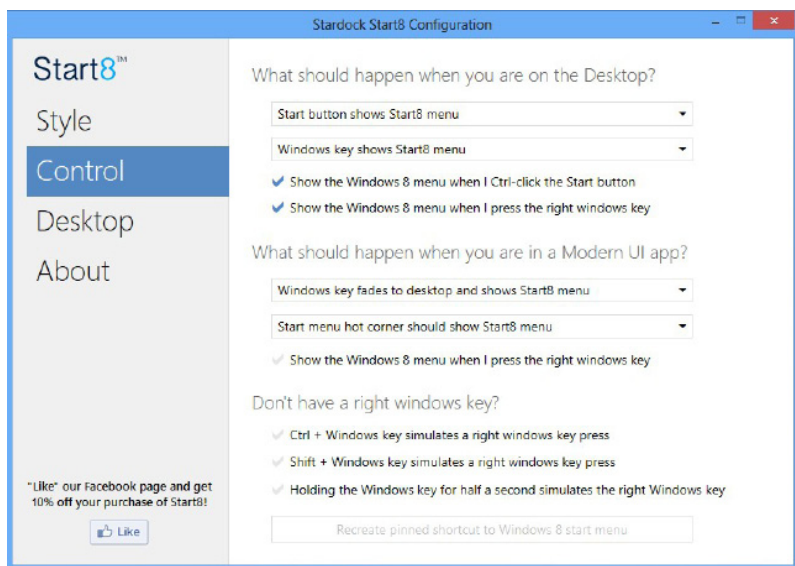 Stardock Start8 Configuration
Start8™
Style
Control
Desktop
About
"Like" our Facebook page and get
10% off your purchase of Start8!
Like
What should happen when you are on the Desktop?
Start button shows Start8 menu
Windows key shows Start8 menu
Show the Windows 8 menu when I Ctrl-click the Start button
Show the Windows 8 menu when I press the right windows key
What should happen when you are in a Modern UI app?
Windows key fades to desktop and shows Start8 menu
Start menu hot corner should show Start8 menu
Show the Windows 8 menu when I press the right windows key
Don't have a right windows key?
Ctrl + Windows key simulates a right windows key press
Shift + Windows key simulates a right windows key press
Holding the Windows key for half a second simulates the right Windows key
Recreate pinned shortcut to Windows 8 start menu